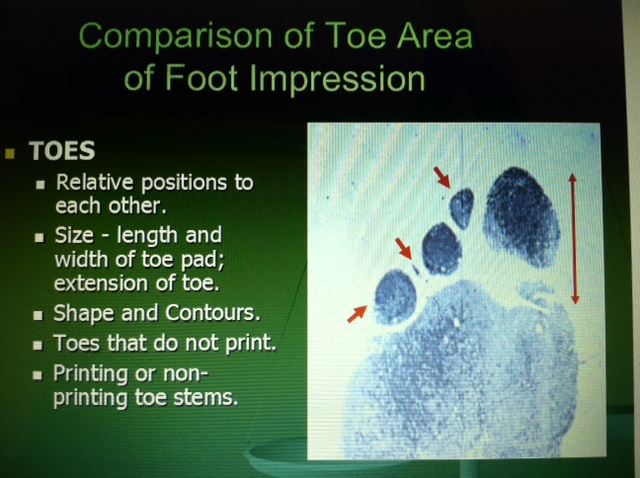 Comparison of Toe Area
of Foot Impression
TOES
Relative positions to
each other.
Size - length and
width of toe pad;
extension of toe.
Shape and Contours.
Toes that do not print.
Printing or non-
printing toe stems.